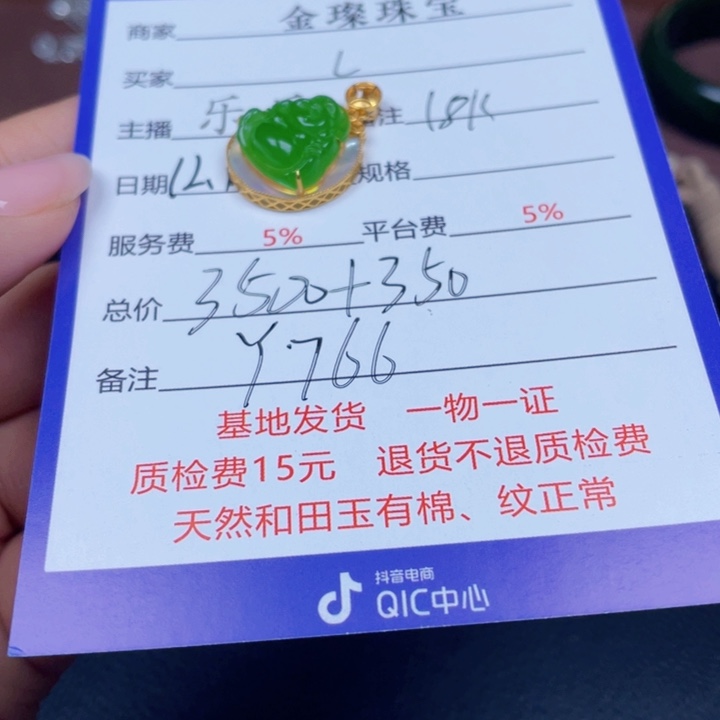 商家 金璨珠宝
买家 L
主播 乐 注 18K
日期 12 规格
服务费 5% 平台费 5%
总价 3500+350
备注 Y766
基地发货 一物一证
质检费15元 退货不退质检费
天然和田玉有棉、纹正常
抖音电商
QIC中心